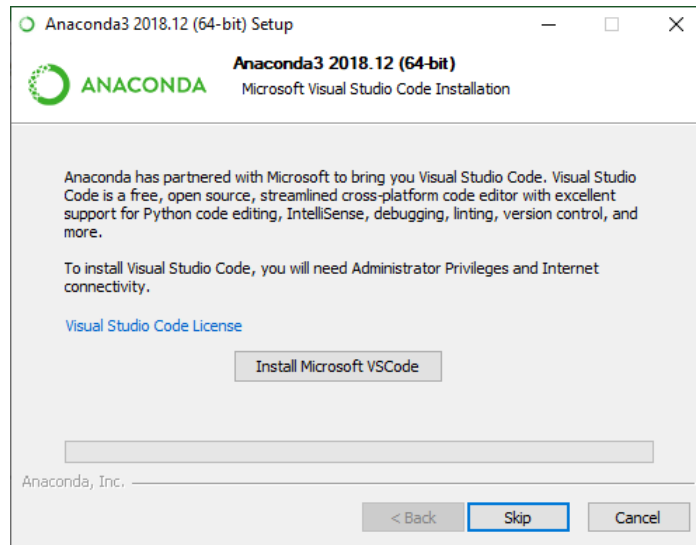 Anaconda3 2018.12 (64-bit) Setup
ANACONDA
Anaconda3 2018.12 (64-bit)
Microsoft Visual Studio Code Installation
Anaconda has partnered with Microsoft to bring you Visual Studio Code. Visual Studio
Code is a free, open source, streamlined cross-platform code editor with excellent
support for Python code editing, IntelliSense, debugging, linting, version control, and
more.
To install Visual Studio Code, you will need Administrator Privileges and Internet
connectivity.
Visual Studio Code License
Install Microsoft VSCode
Anaconda, Inc.
< Back
Skip
Cancel